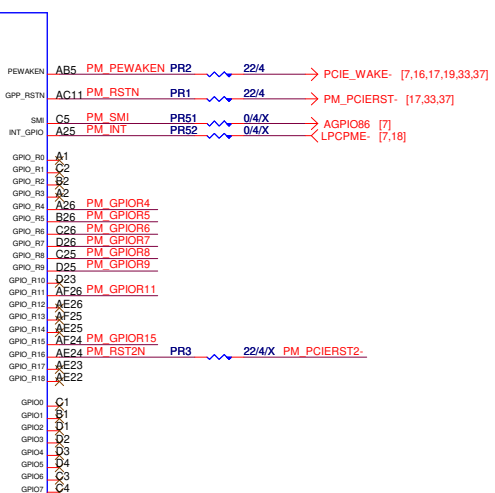 PEWAKEN AB5 PM_PEWAKEN PR2 22/4 PCIE_WAKE- [7,16,17,19,33,37]
GPP_RSTN AC11 PM_RSTN PR1 22/4 PM_PCIERST- [17,33,37]
SMI C5 PM_SMI PR51 0/4/X AGPIO86 [7]
INT_GPIO A25 PM_INT PR52 0/4/X LPCPME- [7,18]
GPIO_R0 A1
GPIO_R1 C2
GPIO_R2 B2
GPIO_R3 A2
GPIO_R4 A26 PM_GPIOR4
GPIO_R5 B26 PM_GPIOR5
GPIO_R6 C26 PM_GPIOR6
GPIO_R7 D26 PM_GPIOR7
GPIO_R8 C25 PM_GPIOR8
GPIO_R9 D25 PM_GPIOR9
GPIO_R10 D23
GPIO_R11 AF26 PM_GPIOR11
GPIO_R12 AE26
GPIO_R13 AF25
GPIO_R14 AE25
GPIO_R15 AF24 PM_GPIOR15
GPIO_R16 AE24 PM_RST2N PR3 22/4/X PM_PCIERST2-
GPIO_R17 AE23
GPIO_R18 AE22
GPIO0 C1
GPIO1 B1
GPIO2 D1
GPIO3 D2
GPIO4 D3
GPIO5 D4
GPIO6 C3
GPIO7 C4